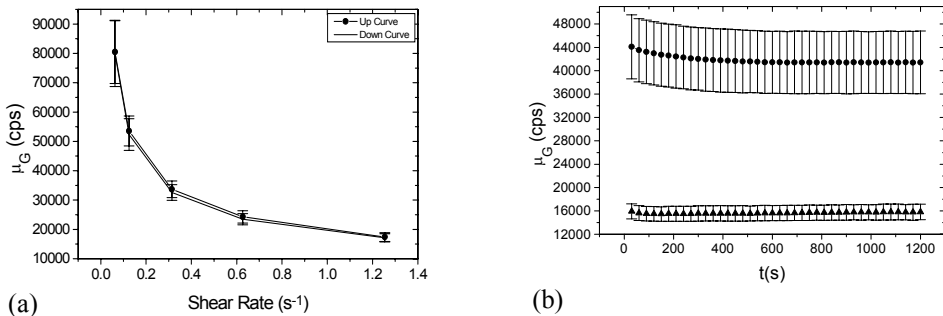 90000
80000
70000
60000
50000
40000
30000
20000
10000
μG (cps)
Up Curve
Down Curve
0.0 0.2 0.4 0.6 0.8 1.0 1.2 1.4
Shear Rate (s-1)
(a)
48000
44000
40000
36000
32000
28000
24000
20000
16000
12000
μG (cps)
0 200 400 600 800 1000 1200
t(s)
(b)